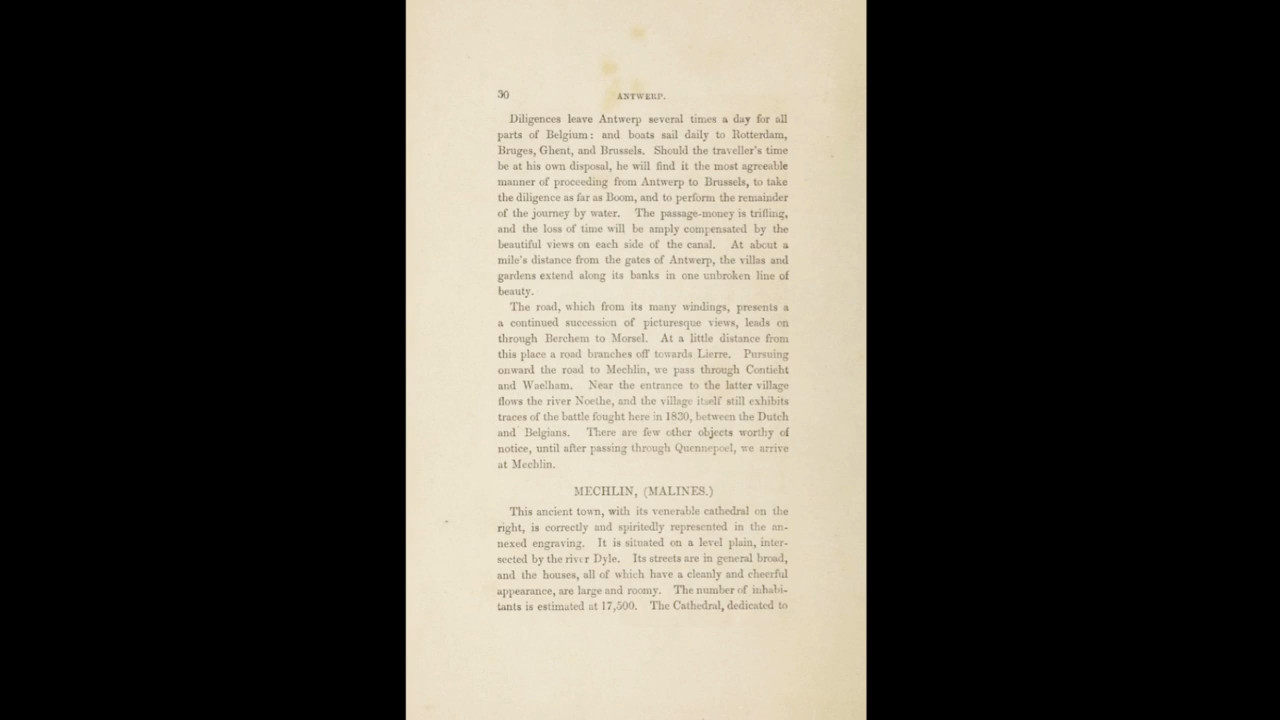 30 ANTWERP.
Diligences leave Antwerp several times a day for all
parts of Belgium: and boats sail daily to Rotterdam,
Bruges, Ghent, and Brussels. Should the traveller's time
be at his own disposal, he will find it the most agreeable
manner of proceeding from Antwerp to Brussels, to take
the diligence as far as Boom, and to perform the remainder
of the journey by water. The passage-money is trifling,
and the loss of time will be amply compensated by the
beautiful views on each side of the canal. At about a
mile's distance from the gates of Antwerp, the villas and
gardens extend along its banks in one unbroken line of
beauty.
The road, which from its many windings, presents a
a continued succession of picturesque views, leads on
through Berchem to Morsel. At a little distance from
this place a road branches off towards Lierre. Pursuing
onward the road to Mechlin, we pass through Conticht
and Waelham. Near the entrance to the latter village
flows the river Noethe, and the village itself still exhibits
traces of the battle fought here in 1830, between the Dutch
and Belgians. There are few other objects worthy of
notice, until after passing through Quennepoel, we arrive
at Mechlin.
MECHLIN, (MALINES.)
This ancient town, with its venerable cathedral on the
right, is correctly and spiritedly represented in the an-
nexed engraving. It is situated on a level plain, inter-
sected by the river Dyle. Its streets are in general broad,
and the houses, all of which have a cleanly and cheerful
appearance, are large and roomy. The number of inhabi-
tants is estimated at 17,500. The Cathedral, dedicated to